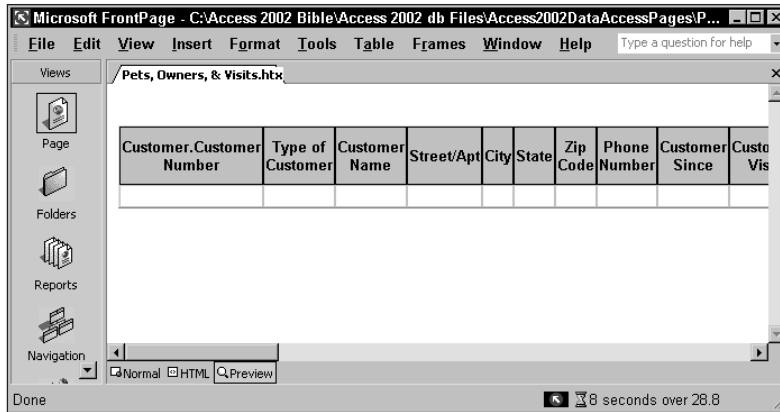 Microsoft FrontPage - C:\Access 2002 Bible\Access 2002 db Files\Access2002DataAccessPages\P...
File Edit View Insert Format Tools Table Frames Window Help Type a question for help
Views
Pets, Owners, & Visits.htx
Page
Folders
Reports
Navigation
Customer.Customer Number
Type of Customer
Customer Name
Street/Apt
City
State
Zip Code
Phone Number
Customer Since
Custo Vis
Normal HTML Preview
Done
8 seconds over 28.8